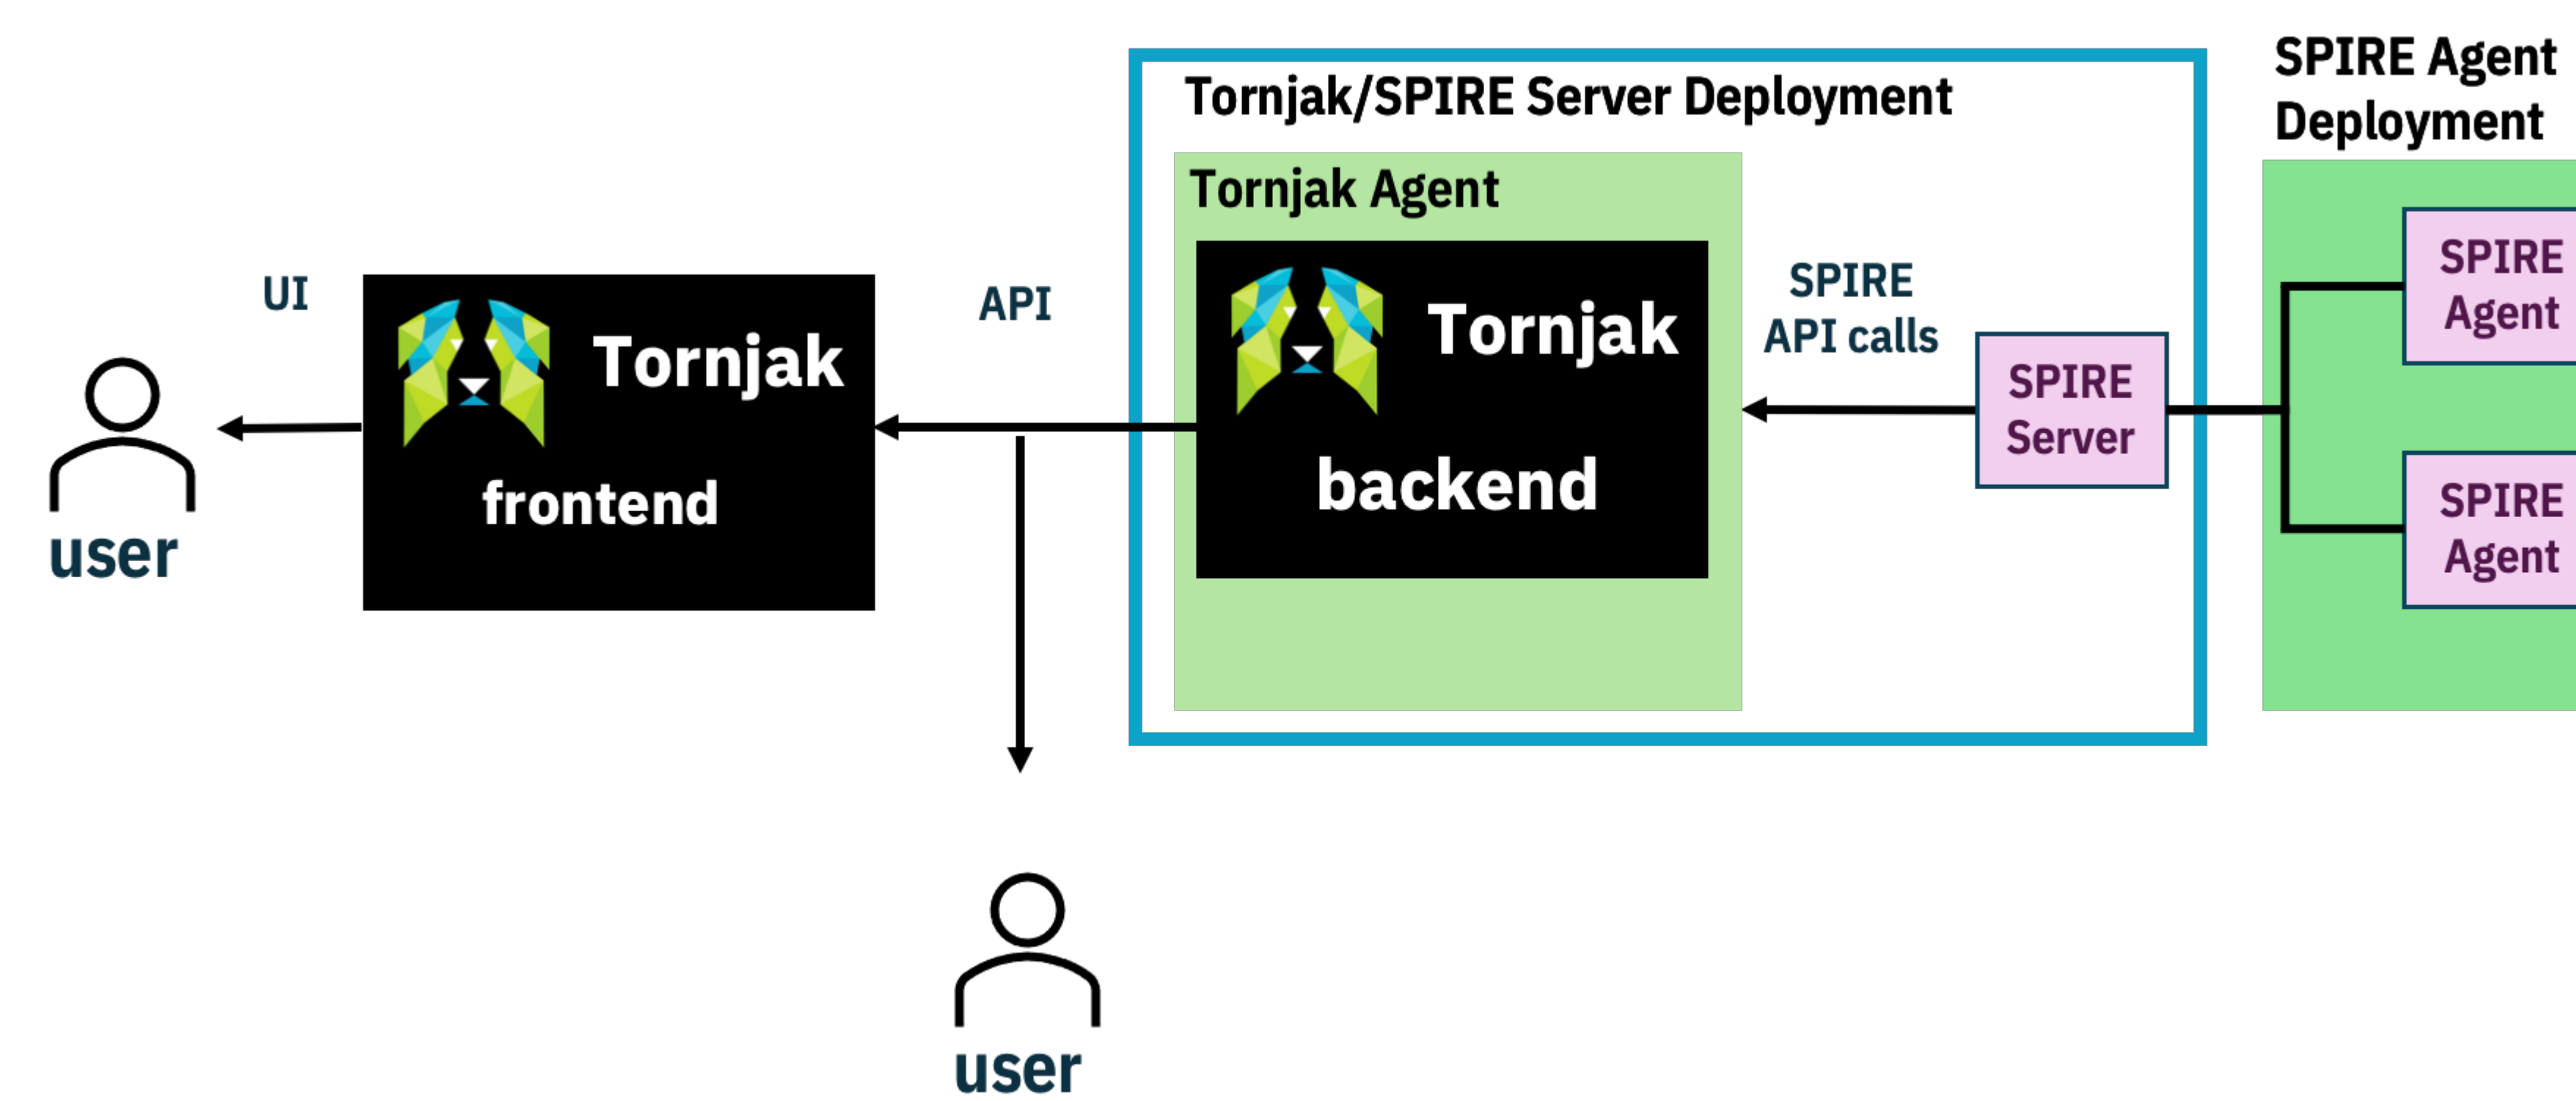 SPIRE Agent
Deployment
Tornjak/SPIRE Server Deployment
Tornjak Agent
UI
API
SPIRE
API calls
Tornjak
frontend
Tornjak
backend
SPIRE
Server
SPIRE
Agent
SPIRE
Agent
user
user